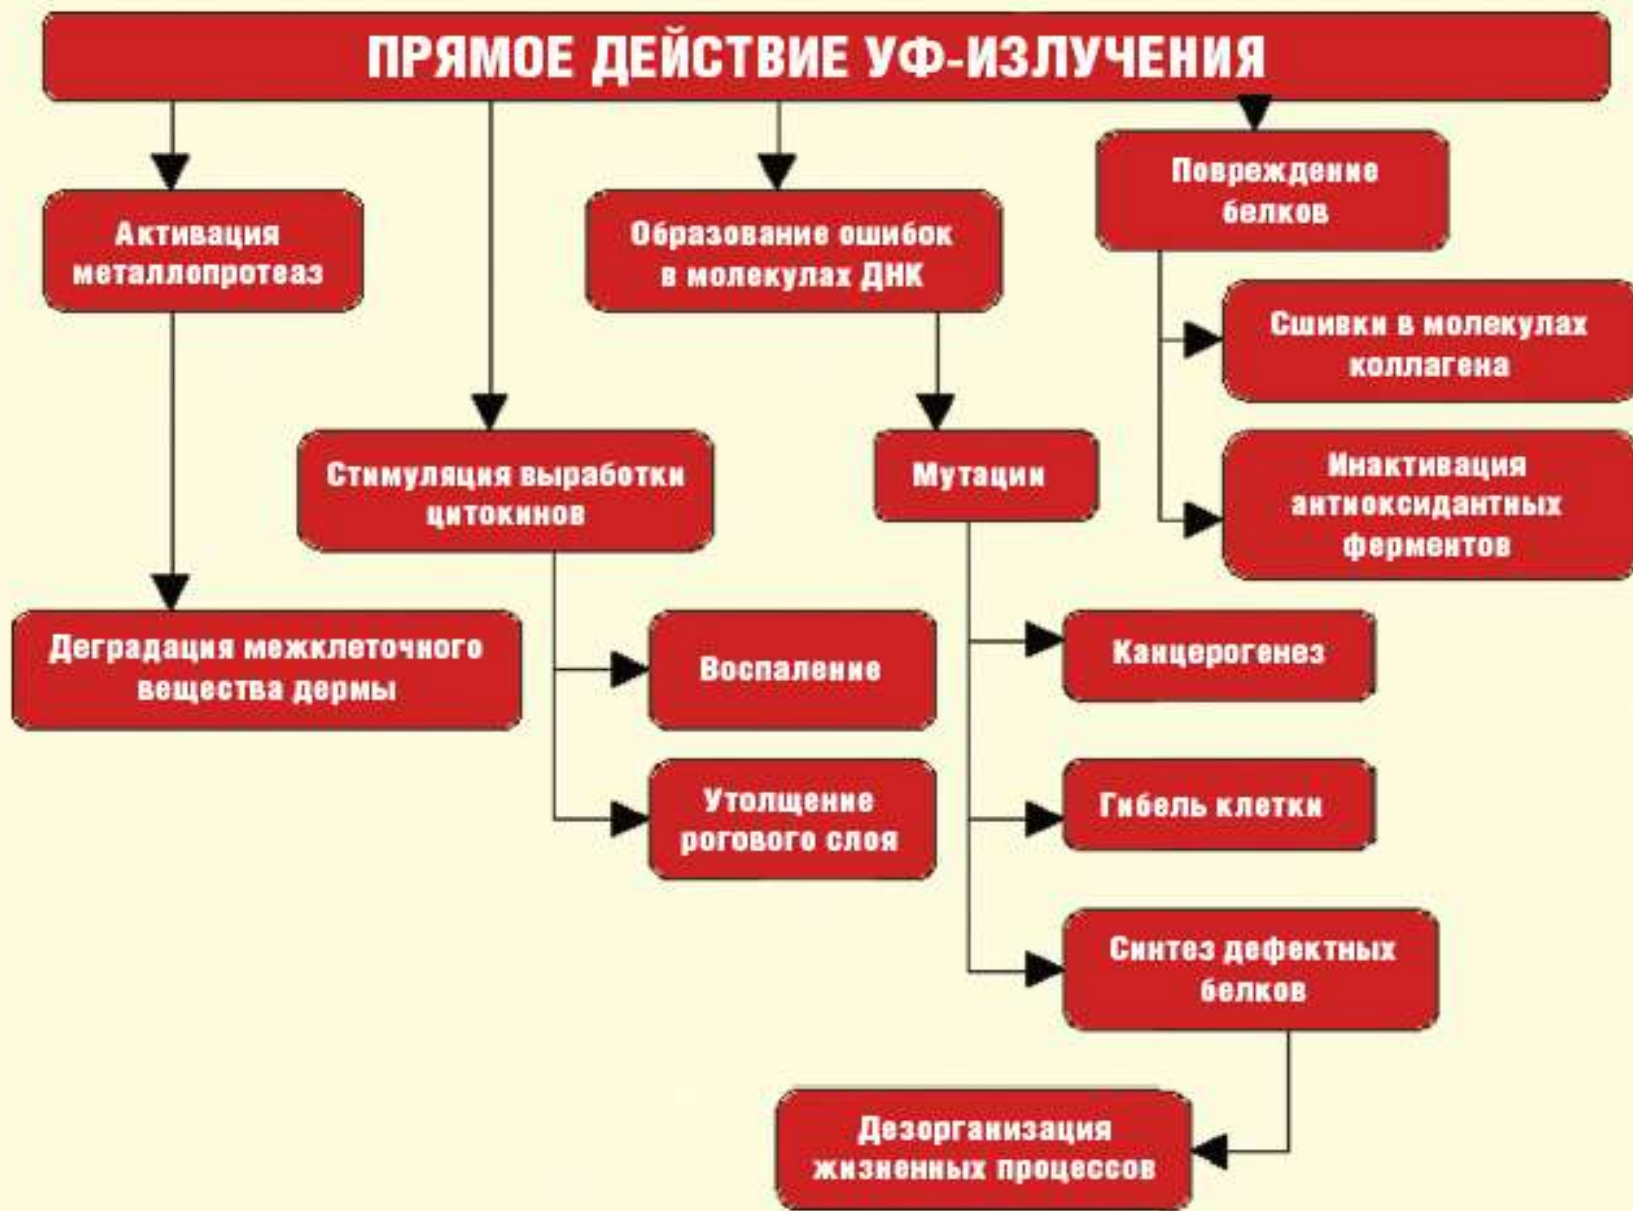 ПРЯМОЕ ДЕЙСТВИЕ УФ-ИЗЛУЧЕНИЯ
Активация
металлопротеаз
Деградация межклеточного
вещества дермы
Стимуляция выработки
цитокинов
Воспаление
Утолщение
рогового слоя
Образование ошибок
в молекулах ДНК
Мутации
Канцерогенез
Гибель клетки
Синтез дефектных
белков
Дезорганизация
жизненных процессов
Повреждение
белков
Сшивки в молекулах
коллагена
Инактивация
антиоксидантных
ферментов